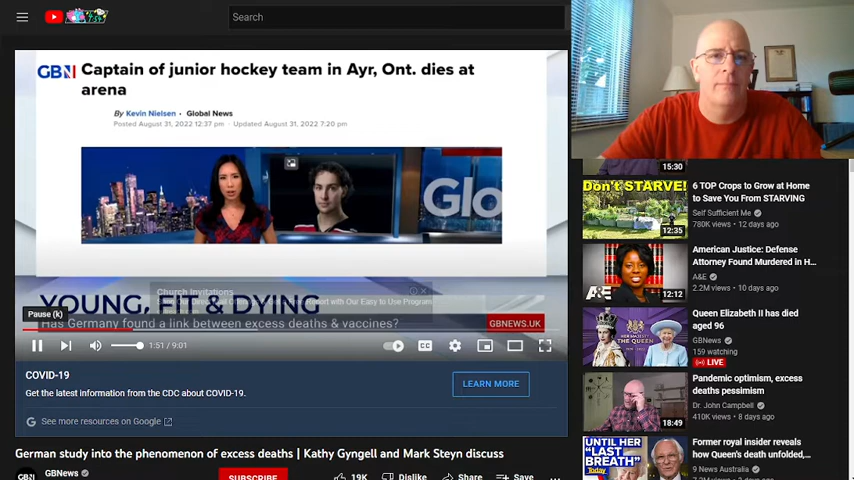 Search
GBN
Captain of junior hockey team in Ayr, Ont. dies at
arena
By Kevin Nielsen • Global News
Posted August 31, 2022 12:37 pm • Updated August 31, 2022 7:20 pm
Glo
Church Invitations
YOUNG, FIT & DYING
Pause (k)
Has Germany found a link between excess deaths & vaccines?
GBNEWS.UK
1:51 / 9:01
CC
COVID-19
Get the latest information from the CDC about COVID-19.
LEARN MORE
See more resources on Google
German study into the phenomenon of excess deaths | Kathy Gyngell and Mark Steyn discuss
GBN
GBNews
SUBSCRIBE
19K
Dislike
Share
Save
15:30
Don't STARVE!
12:35
6 TOP Crops to Grow at Home
to Save You From STARVING
Self Sufficient Me
780K views • 12 days ago
A&E
12:12
American Justice: Defense
Attorney Found Murdered in H...
A&E
2.2M views • 10 days ago
Queen Elizabeth II has died
aged 96
GBNews
159 watching
LIVE
18:49
Pandemic optimism, excess
deaths pessimism
Dr. John Campbell
410K views • 8 days ago
UNTIL HER
"LAST
BREATH"
Today
Former royal insider reveals
how Queen's death unfolded,...
9 News Australia